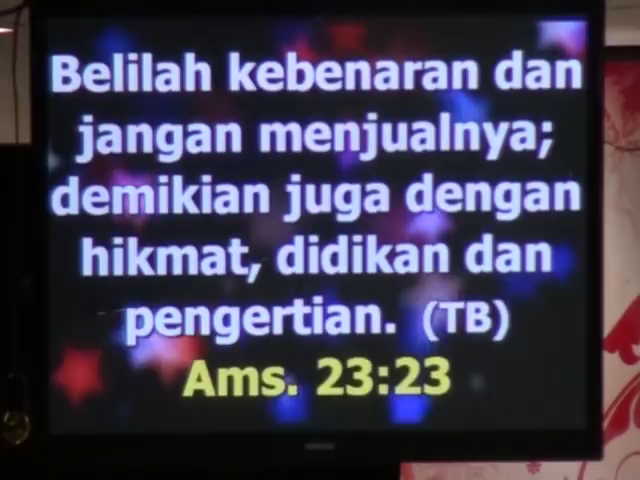 Belilah kebenaran dan
jangan menjualnya;
demikian juga dengan
hikmat, didikan dan
pengertian. (TB)
Ams. 23:23